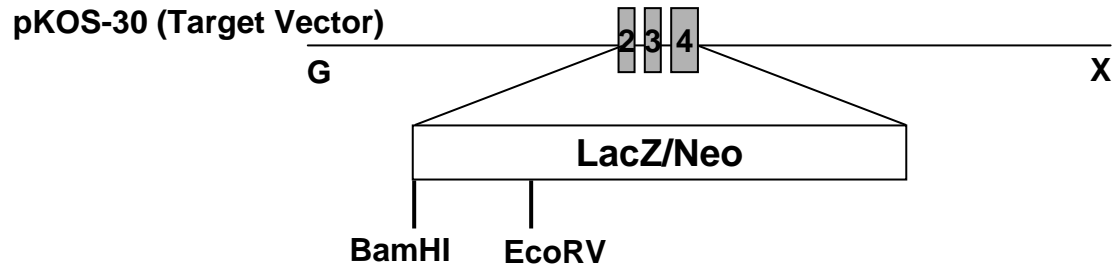 pKOS-30 (Target Vector)
2 3 4
G X
LacZ/Neo
BamHI EcoRV